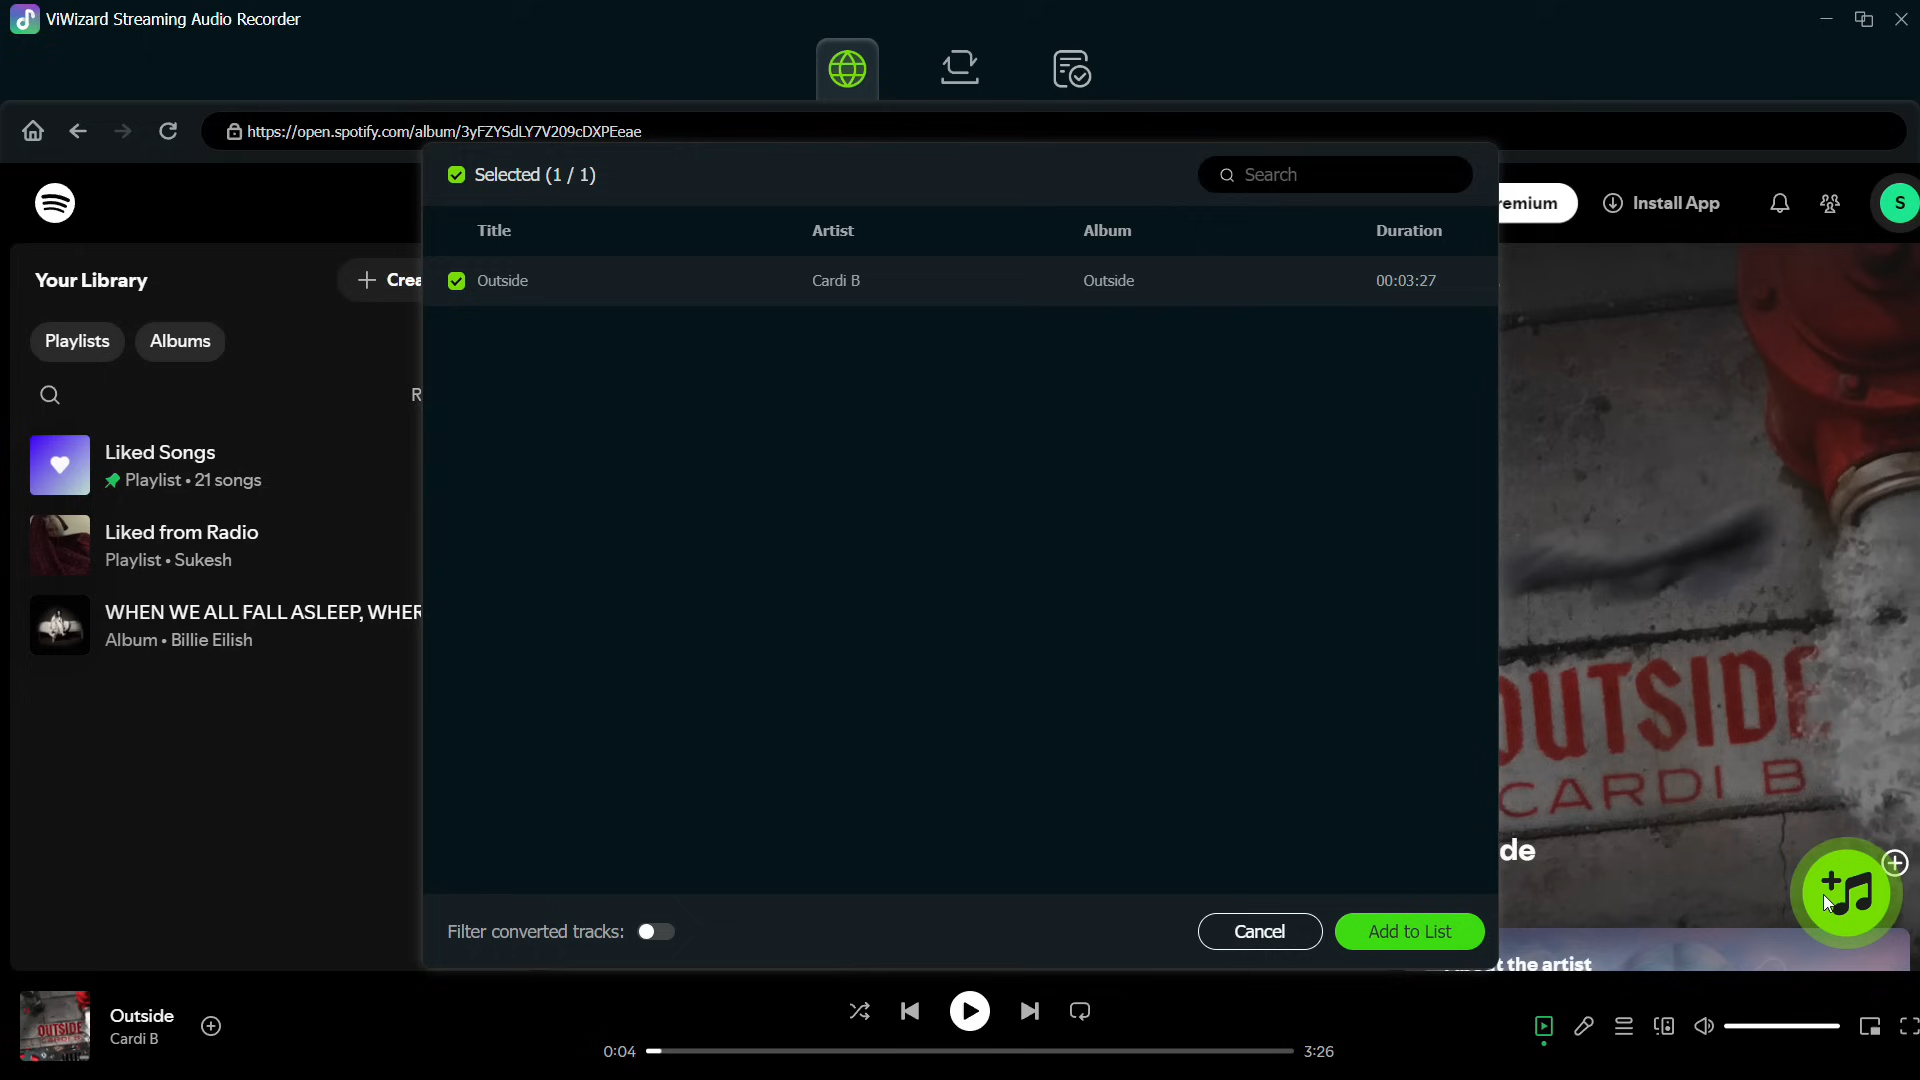 ViWizard Streaming Audio Recorder
https://open.spotify.com/album/3yFZYSdLY7V209cDXPEeae
Selected (1 / 1)
Search
emium
Install App
S
Title Artist Album Duration
Outside Cardi B Outside 00:03:27
Your Library
Crea
Playlists Albums
R
Liked Songs
Playlist • 21 songs
Liked from Radio
Playlist • Sukesh
WHEN WE ALL FALL ASLEEP, WHER
Album • Billie Eilish
OUTSIDE
CARDI B
de
Filter converted tracks:
Cancel
Add to List
t the artist
OUTSIDE
Outside
Cardi B
0:04
3:26